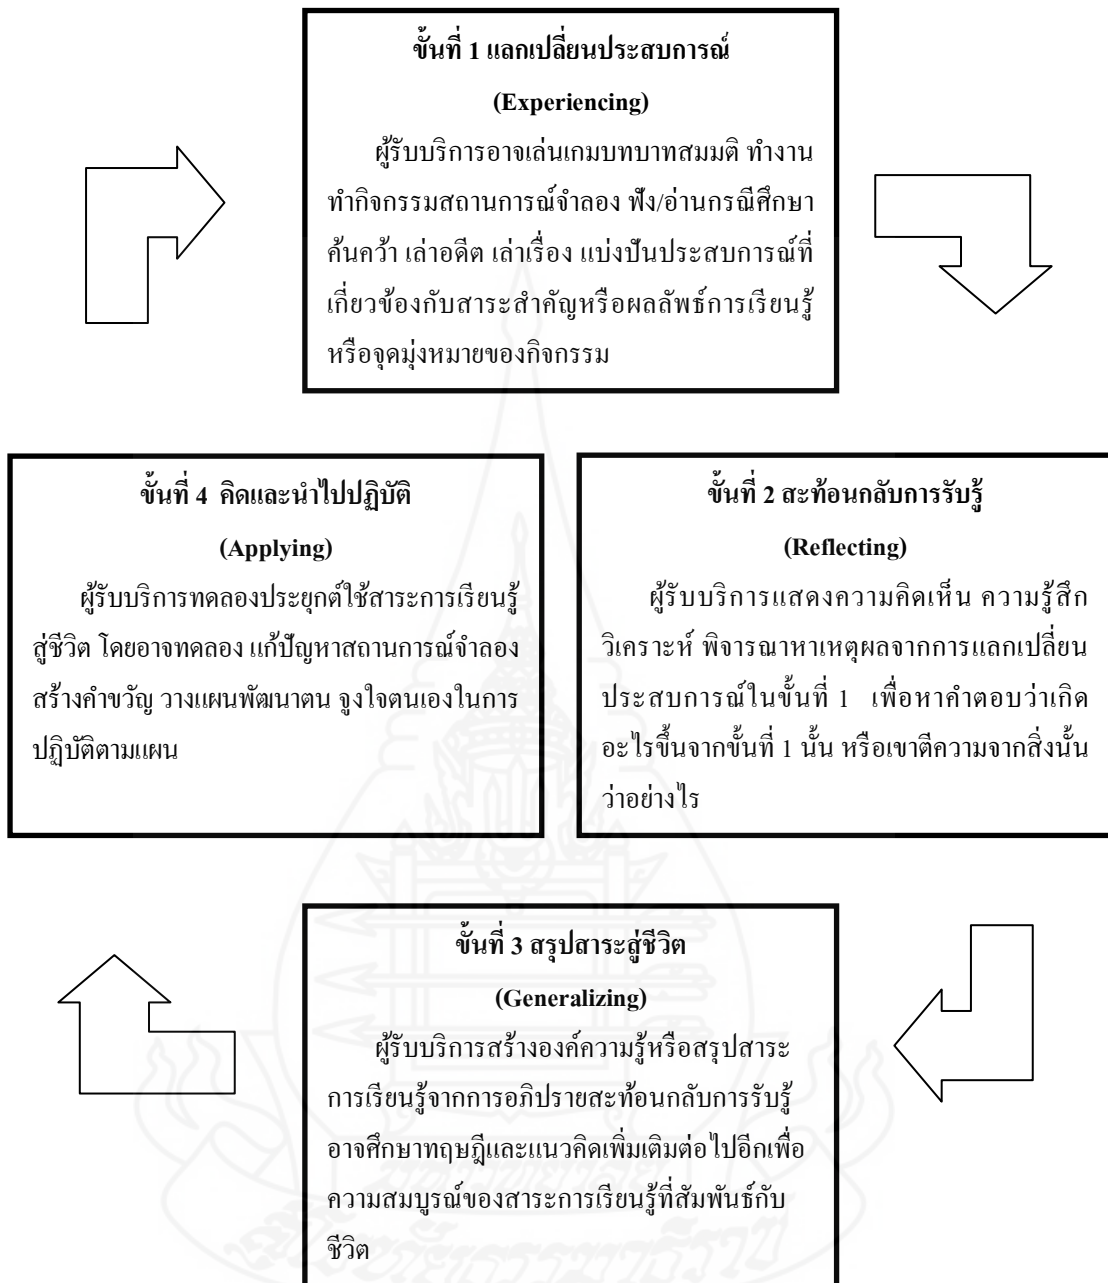 ขั้นที่ 1 แลกเปลี่ยนประสบการณ์
(Experiencing)
ผู้รับบริการอาจเล่นเกมบทบาทสมมติ ทำงาน
ทำกิจกรรมสถานการณ์จำลอง ฟัง/อ่านกรณีศึกษา
ค้นคว้า เล่าอดีต เล่าเรื่อง แบ่งปันประสบการณ์ที่
เกี่ยวข้องกับสาระสำคัญหรือผลลัพธ์การเรียนรู้
หรือจุดมุ่งหมายของกิจกรรม
ขั้นที่ 2 สะท้อนกลับการรับรู้
(Reflecting)
ผู้รับบริการแสดงความคิดเห็น ความรู้สึก
วิเคราะห์ พิจารณาหาเหตุผลจากการแลกเปลี่ยน
ประสบการณ์ในขั้นที่ 1 เพื่อหาคำตอบว่าเกิด
อะไรขึ้นจากขั้นที่ 1 นั้น หรือเขาตีความจากสิ่งนั้น
ว่าอย่างไร
ขั้นที่ 3 สรุปสาระสู่ชีวิต
(Generalizing)
ผู้รับบริการสร้างองค์ความรู้หรือสรุปสาระ
การเรียนรู้จากการอภิปรายสะท้อนกลับการรับรู้
อาจศึกษาทฤษฎีและแนวคิดเพิ่มเติมต่อไปอีกเพื่อ
ความสมบูรณ์ของสาระการเรียนรู้ที่สัมพันธ์กับ
ชีวิต
ขั้นที่ 4 คิดและนำไปปฏิบัติ
(Applying)
ผู้รับบริการทดลองประยุกต์ใช้สาระการเรียนรู้
สู่ชีวิต โดยอาจทดลอง แก้ปัญหาสถานการณ์จำลอง
สร้างคำขวัญ วางแผนพัฒนาตน จูงใจตนเองในการ
ปฏิบัติตามแผน